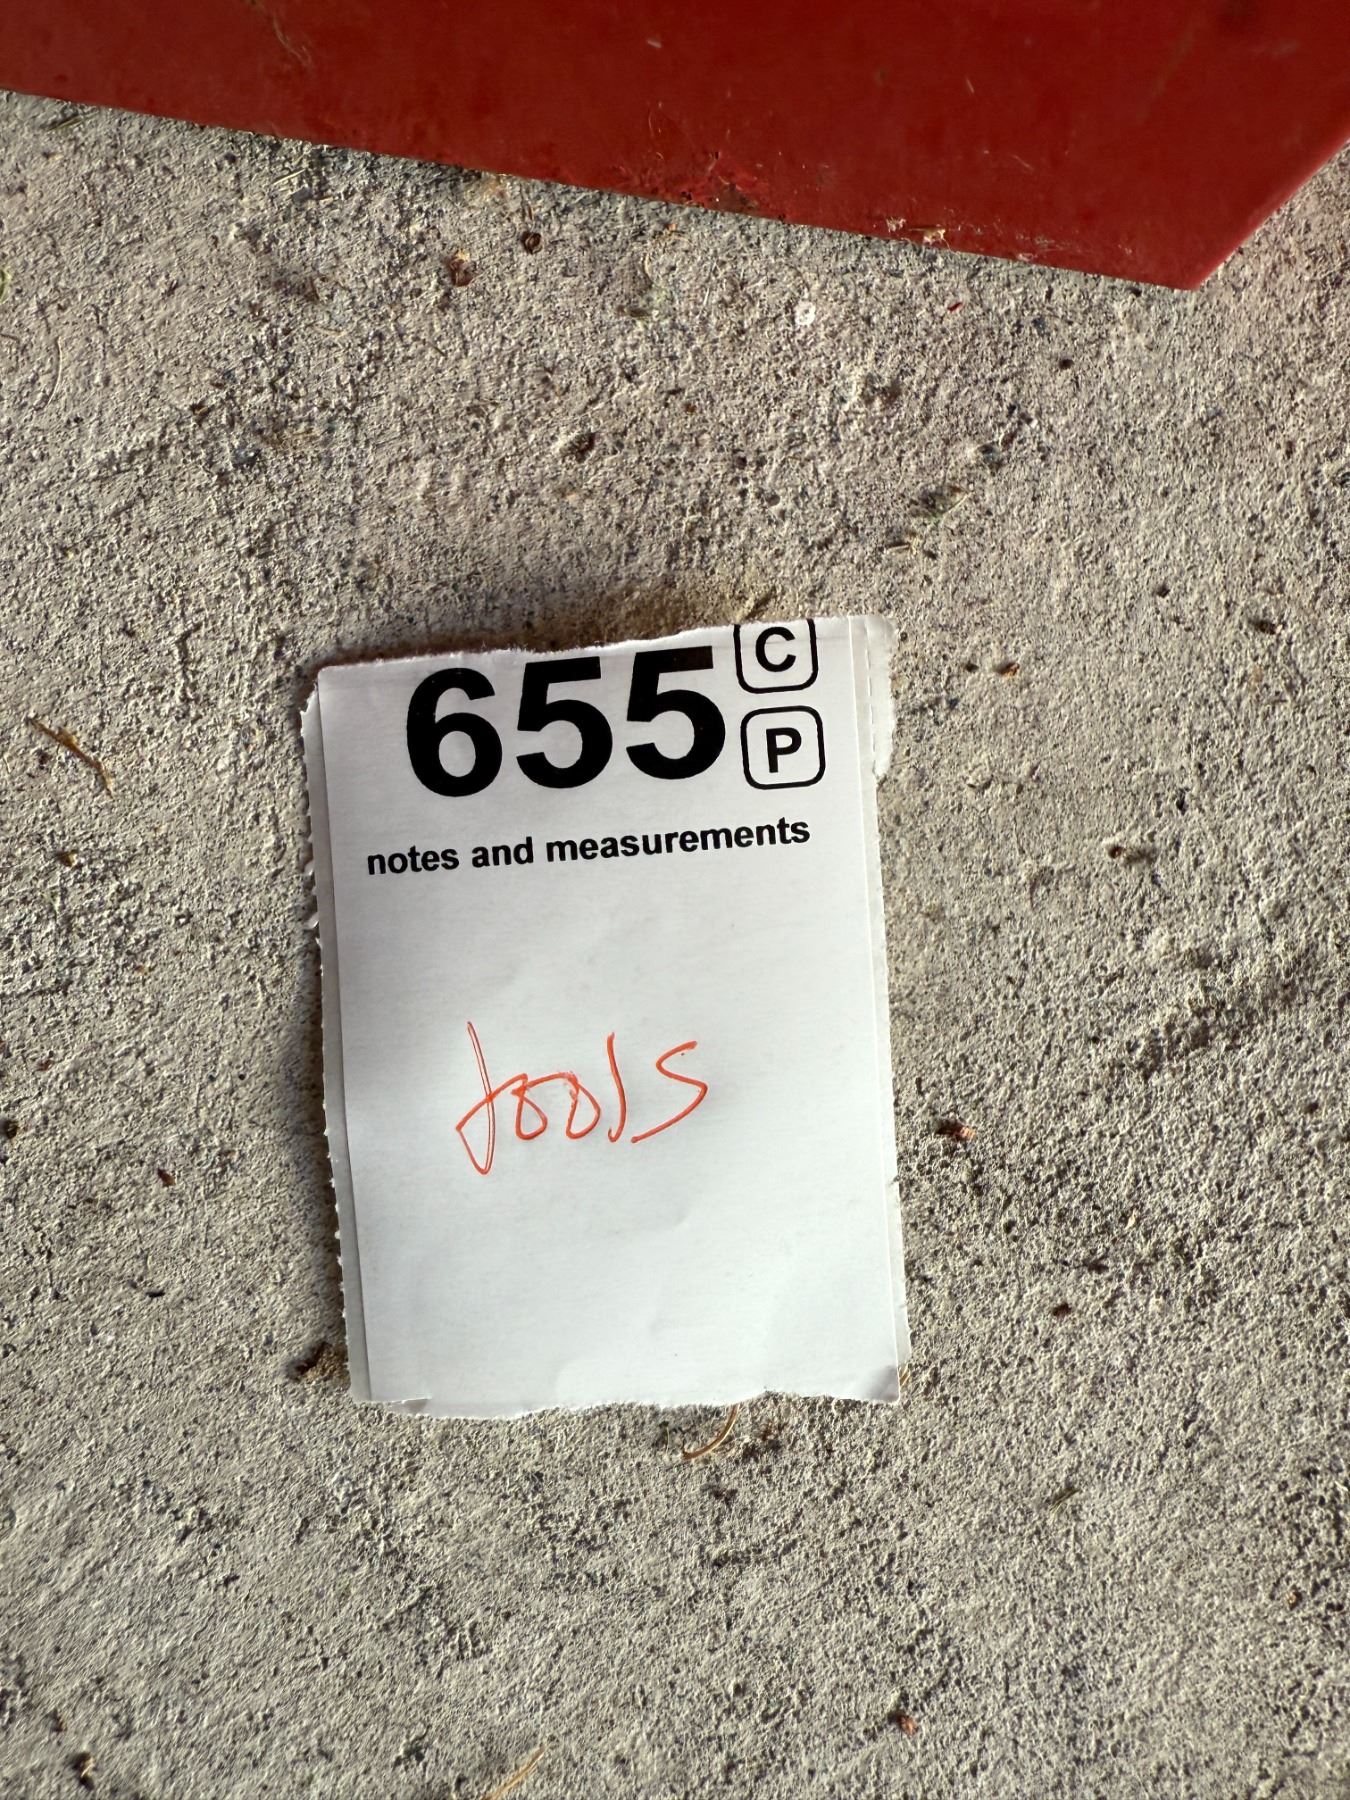 655 C
P
notes and measurements
tools